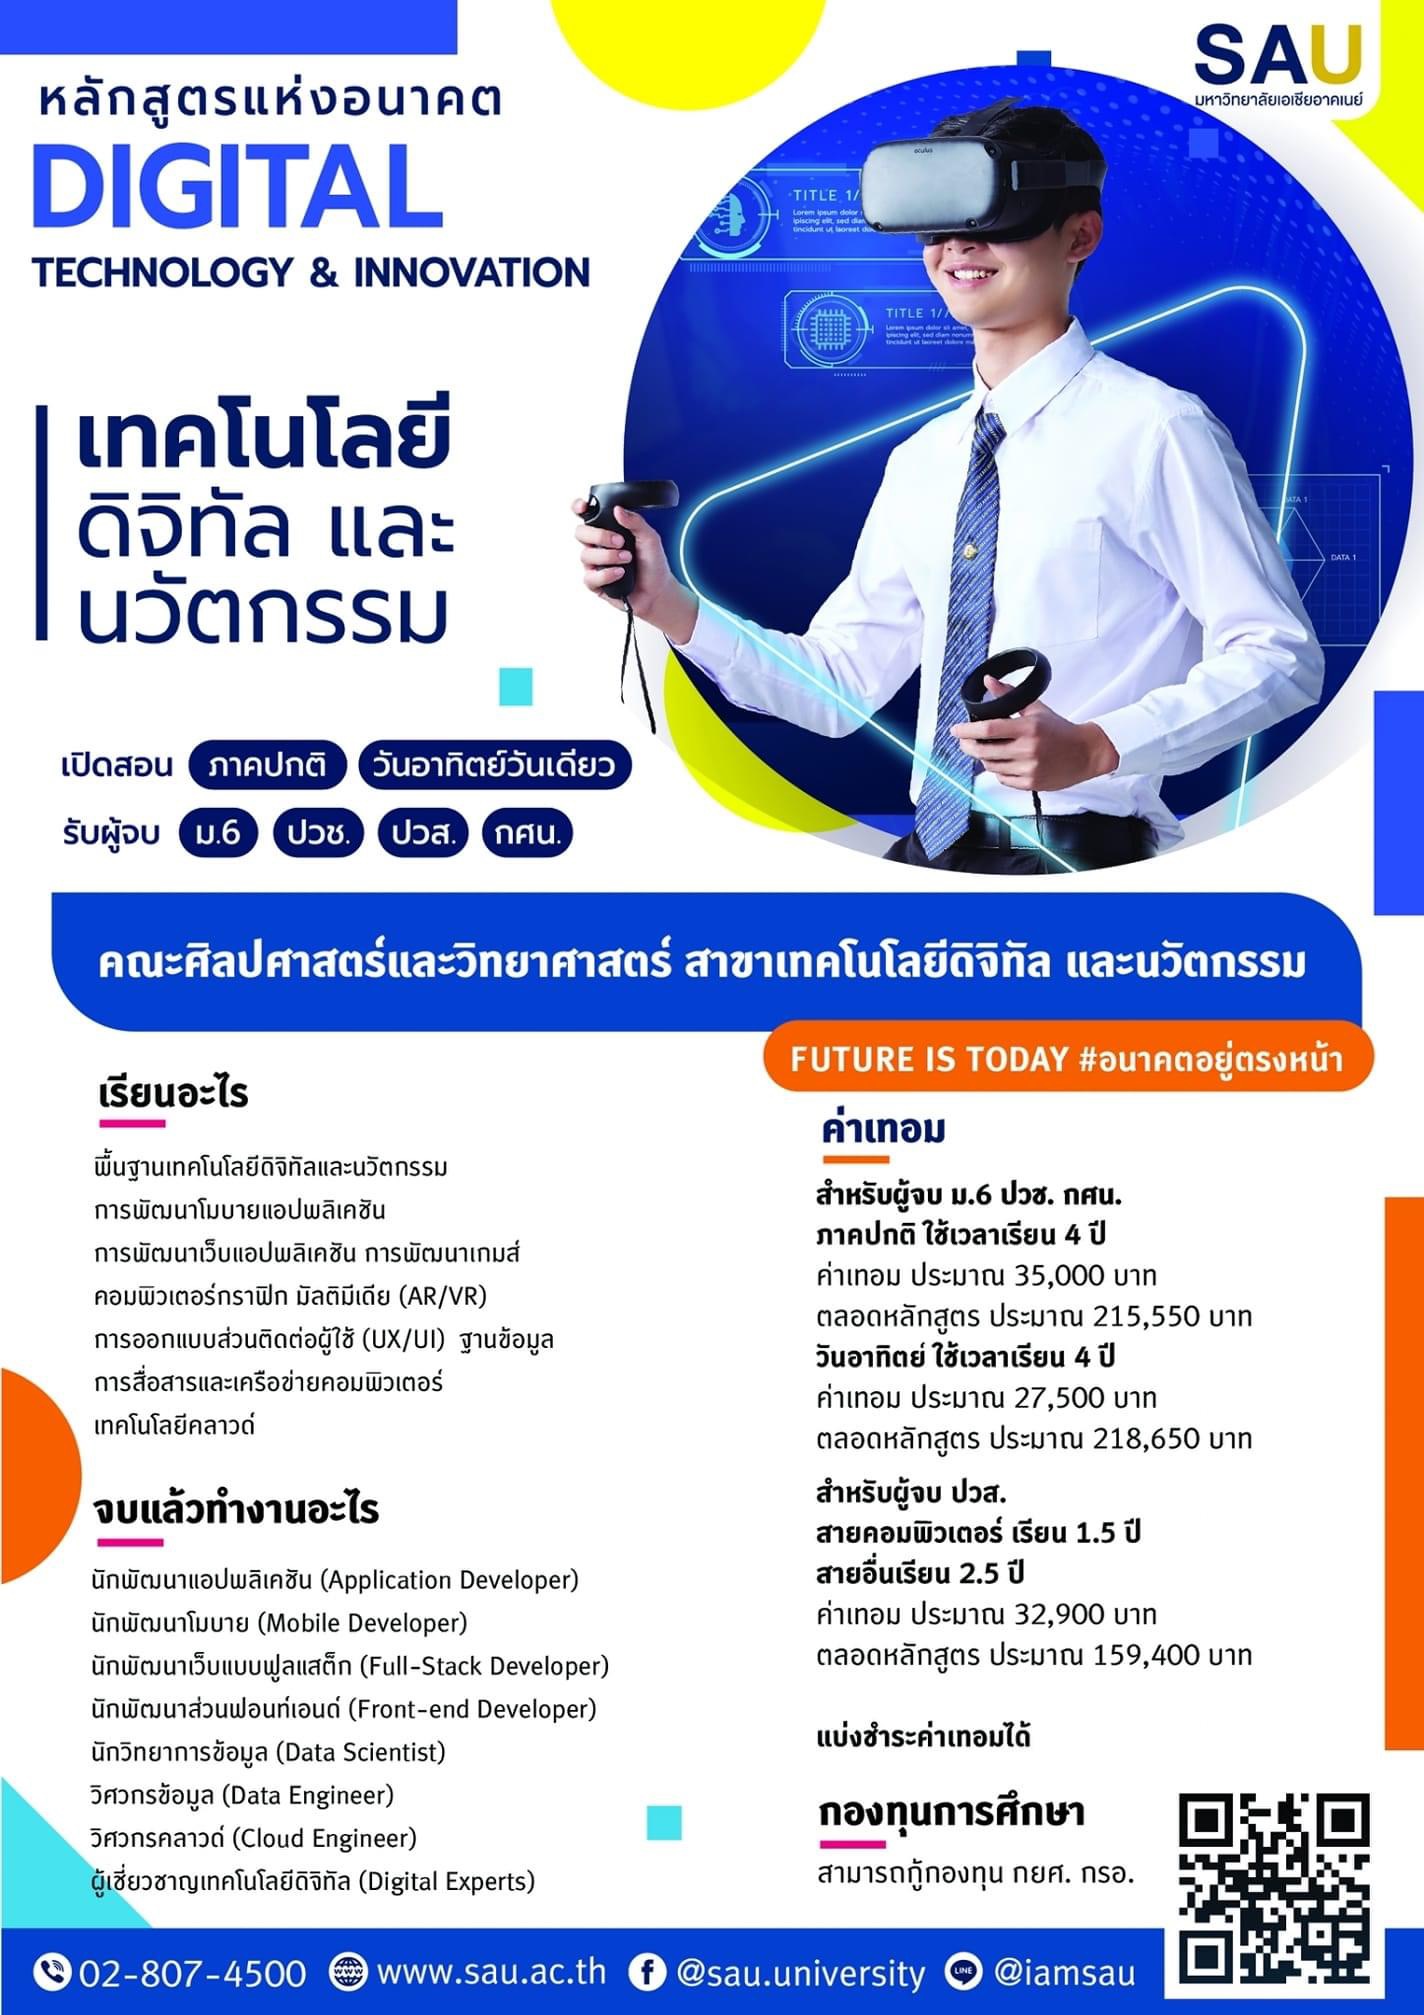 SAU
มหาวิทยาลัยเอเชียอาคเนย์
หลักสูตรแห่งอนาคต
DIGITAL
TECHNOLOGY & INNOVATION
oculus
TITLE 1/
Lorem ipsum dolor
ipiscing elit, sed diam
tincidunt ut laoreet do
TITLE 1/
Lorem ipsum dolor sit amet,
ipiscing elit, sed diam nonum
tincidunt ut laoreet dolore ma
DATA 1
DATA 1
เทคโนโลยี
ดิจิทัล และ
นวัตกรรม
เปิดสอน ภาคปกติ วันอาทิตย์วันเดียว
รับผู้จบ ม.6 ปวช. ปวส. กศน.
คณะศิลปศาสตร์และวิทยาศาสตร์ สาขาเทคโนโลยีดิจิทัล และนวัตกรรม
FUTURE IS TODAY #อนาคตอยู่ตรงหน้า
เรียนอะไร
พื้นฐานเทคโนโลยีดิจิทัลและนวัตกรรม
การพัฒนาโมบายแอปพลิเคชัน
การพัฒนาเว็บแอปพลิเคชัน การพัฒนาเกมส์
คอมพิวเตอร์กราฟิก มัลติมีเดีย (AR/VR)
การออกแบบส่วนติดต่อผู้ใช้ (UX/UI) ฐานข้อมูล
การสื่อสารและเครือข่ายคอมพิวเตอร์
เทคโนโลยีคลาวด์
จบแล้วทำงานอะไร
นักพัฒนาแอปพลิเคชัน (Application Developer)
นักพัฒนาโมบาย (Mobile Developer)
นักพัฒนาเว็บแบบฟูลแสต็ก (Full-Stack Developer)
นักพัฒนาส่วนฟอนท์เอนด์ (Front-end Developer)
นักวิทยาการข้อมูล (Data Scientist)
วิศวกรข้อมูล (Data Engineer)
วิศวกรคลาวด์ (Cloud Engineer)
ผู้เชี่ยวชาญเทคโนโลยีดิจิทัล (Digital Experts)
ค่าเทอม
สำหรับผู้จบ ม.6 ปวช. กศน.
ภาคปกติ ใช้เวลาเรียน 4 ปี
ค่าเทอม ประมาณ 35,000 บาท
ตลอดหลักสูตร ประมาณ 215,550 บาท
วันอาทิตย์ ใช้เวลาเรียน 4 ปี
ค่าเทอม ประมาณ 27,500 บาท
ตลอดหลักสูตร ประมาณ 218,650 บาท
สำหรับผู้จบ ปวส.
สายคอมพิวเตอร์ เรียน 1.5 ปี
สายอื่นเรียน 2.5 ปี
ค่าเทอม ประมาณ 32,900 บาท
ตลอดหลักสูตร ประมาณ 159,400 บาท
แบ่งชำระค่าเทอมได้
กองทุนการศึกษา
สามารถกู้กองทุน กยศ. กรอ.
02-807-4500 www.sau.ac.th @sau.university LINE @iamsau